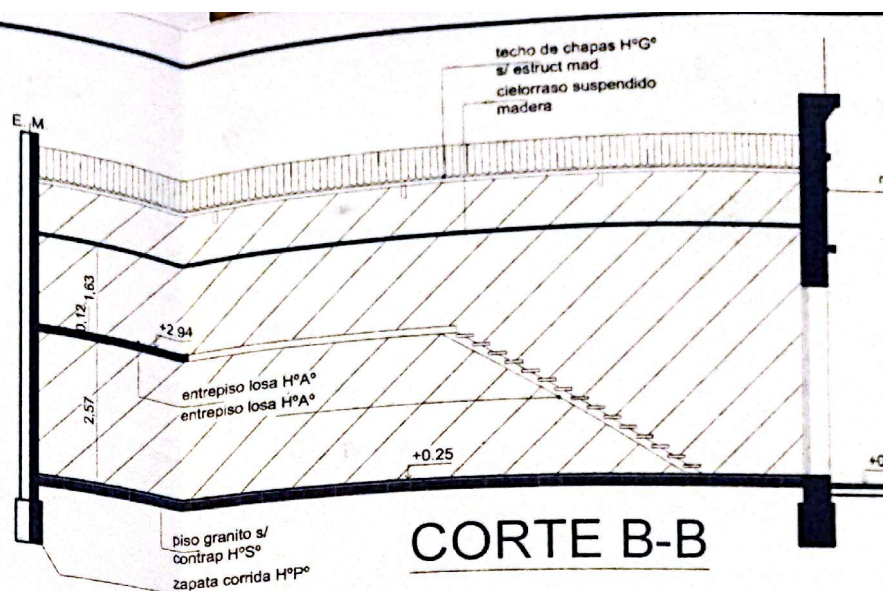 techo de chapas HºGº
s/ estruct mad
cielorraso suspendido
madera
E. M
1,63
0,12
+2.94
2,57
entrepiso losa HºAº
entrepiso losa HºAº
+0.25
piso granito s/
contrap HºSº
zapata corrida HºPº
CORTE B-B